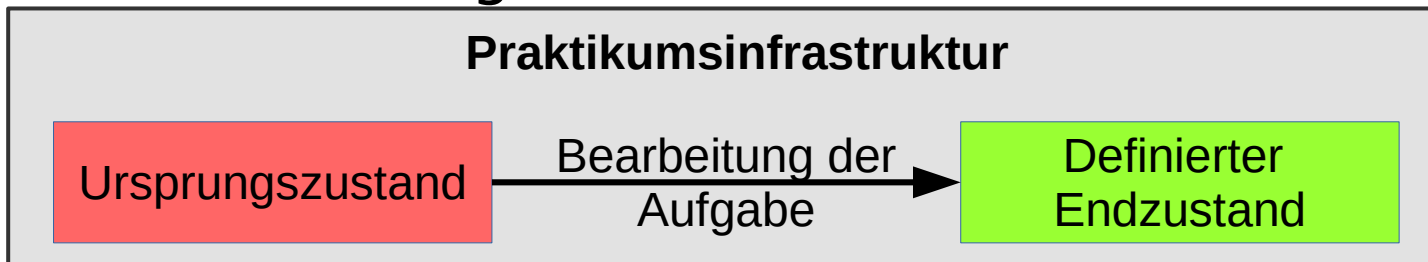 Praktikumsinfrastruktur
Ursprungszustand
Bearbeitung der
Aufgabe
Definierter
Endzustand